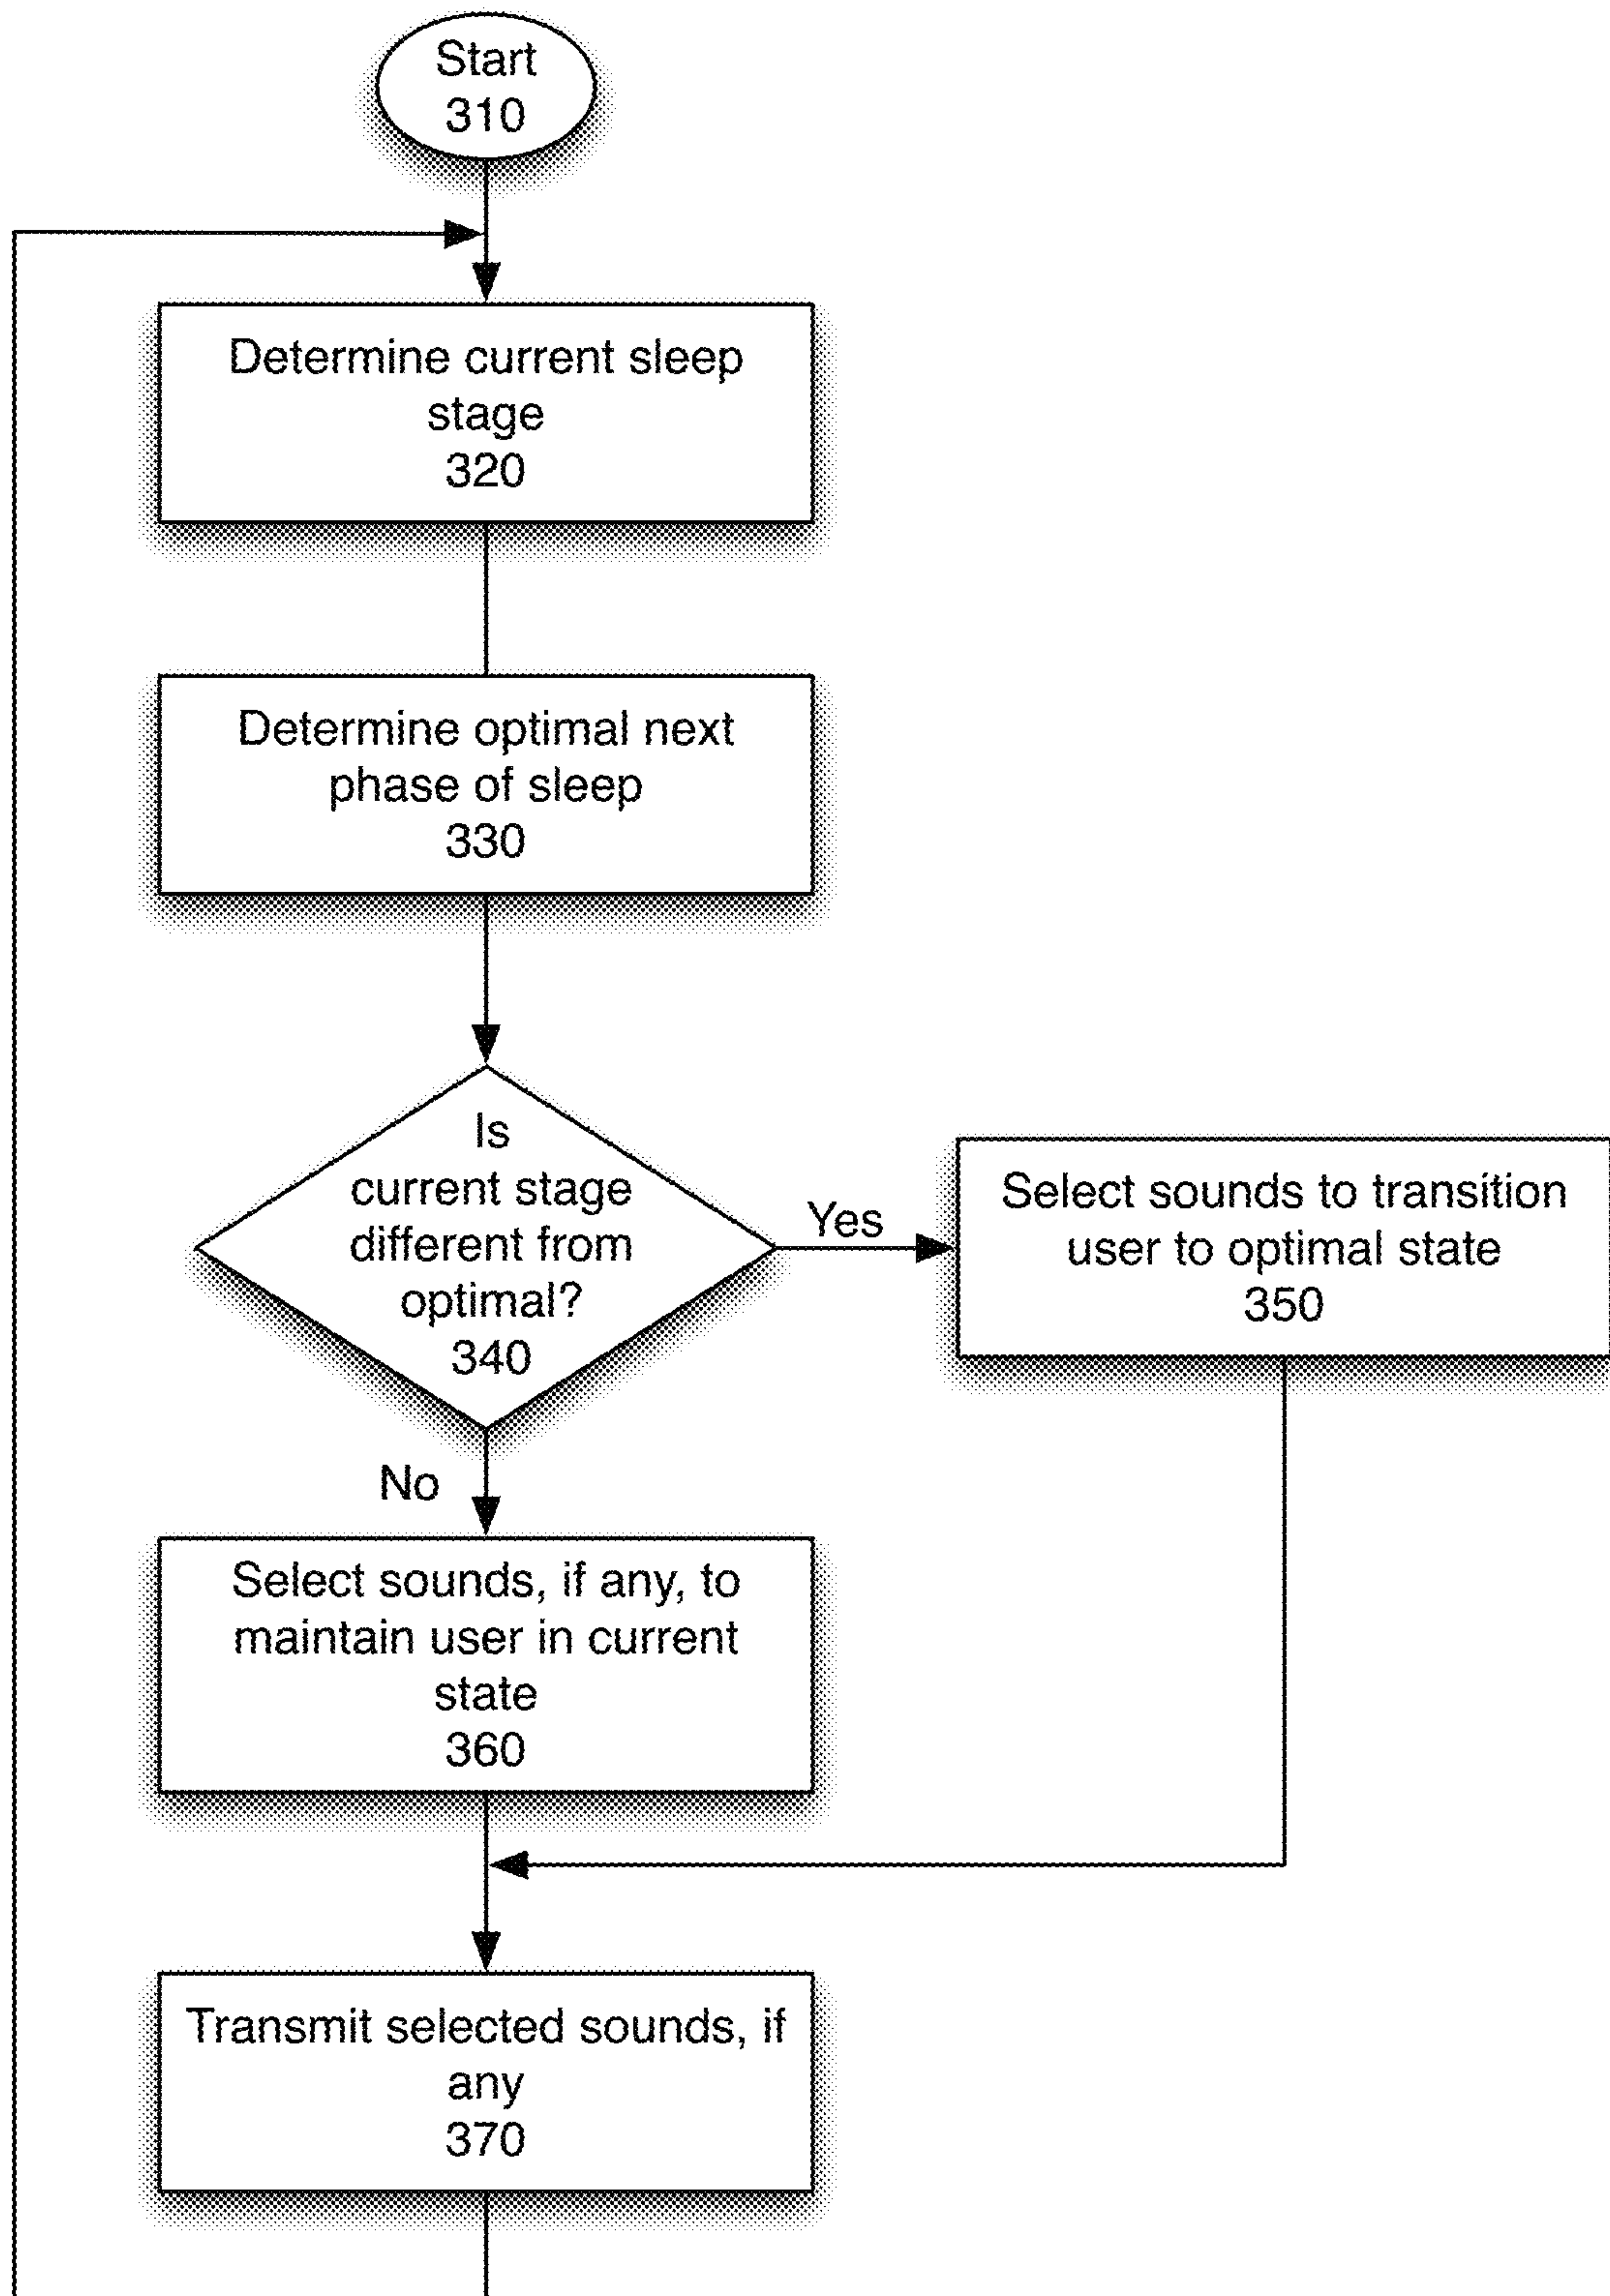 Start
310
Determine current sleep
stage
320
Determine optimal next
phase of sleep
330
Is
current stage
different from
optimal?
340
Yes
Select sounds to transition
user to optimal state
350
No
Select sounds, if any, to
maintain user in current
state
360
Transmit selected sounds, if
any
370